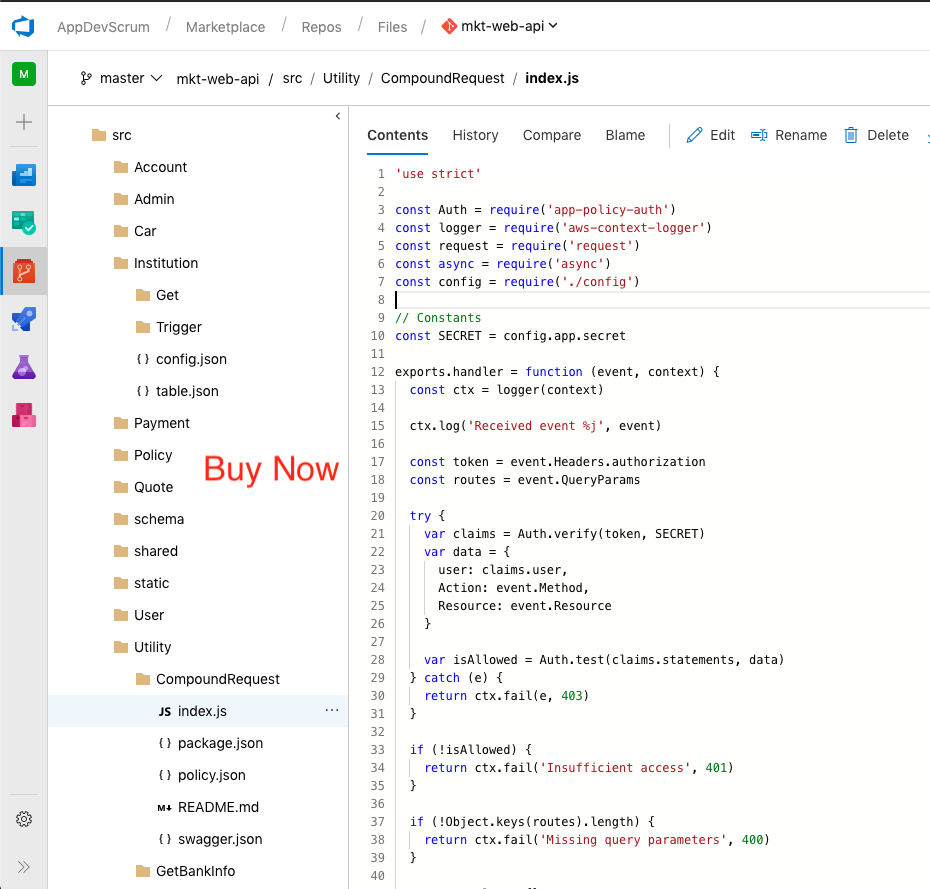 AppDevScrum / Marketplace / Repos / Files / mkt-web-api
M
master mkt-web-api / src / Utility / CompoundRequest / index.js
src
Account
Admin
Car
Institution
Get
Trigger
{ } config.json
{ } table.json
Payment
Policy
Quote
schema
shared
static
User
Utility
CompoundRequest
JS index.js ...
{ } package.json
{ } policy.json
M↓ README.md
{ } swagger.json
GetBankInfo
Buy Now
Contents History Compare Blame Edit Rename Delete
1 'use strict'
2
3 const Auth = require('app-policy-auth')
4 const logger = require('aws-context-logger')
5 const request = require('request')
6 const async = require('async')
7 const config = require('./config')
8
9 // Constants
10 const SECRET = config.app.secret
11
12 exports.handler = function (event, context) {
13 const ctx = logger(context)
14
15 ctx.log('Received event %j', event)
16
17 const token = event.Headers.authorization
18 const routes = event.QueryParams
19
20 try {
21 var claims = Auth.verify(token, SECRET)
22 var data = {
23 user: claims.user,
24 Action: event.Method,
25 Resource: event.Resource
26 }
27
28 var isAllowed = Auth.test(claims.statements, data)
29 } catch (e) {
30 return ctx.fail(e, 403)
31 }
32
33 if (!isAllowed) {
34 return ctx.fail('Insufficient access', 401)
35 }
36
37 if (!Object.keys(routes).length) {
38 return ctx.fail('Missing query parameters', 400)
39 }
40